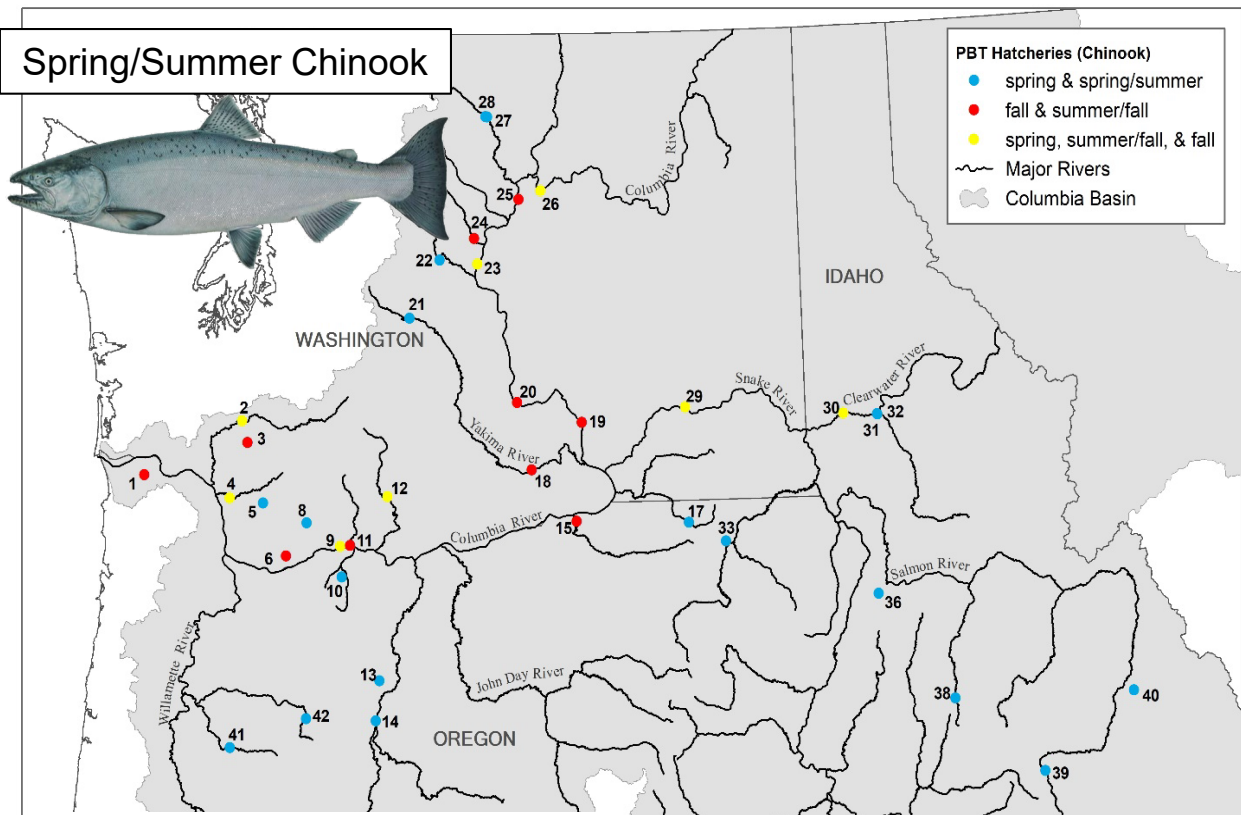 Spring/Summer Chinook
PBT Hatcheries (Chinook)
spring & spring/summer
fall & summer/fall
spring, summer/fall, & fall
Major Rivers
Columbia Basin
28
27
Columbia River
25
26
24
22
23
IDAHO
21
WASHINGTON
Clearwater River
Snake River
20
29
30
32
31
2
19
3
Yakima River
18
1
4
12
5
8
Columbia River
15
17
9
11
33
6
Salmon River
10
36
Willamette River
John Day River
13
38
40
42
14
41
OREGON
39